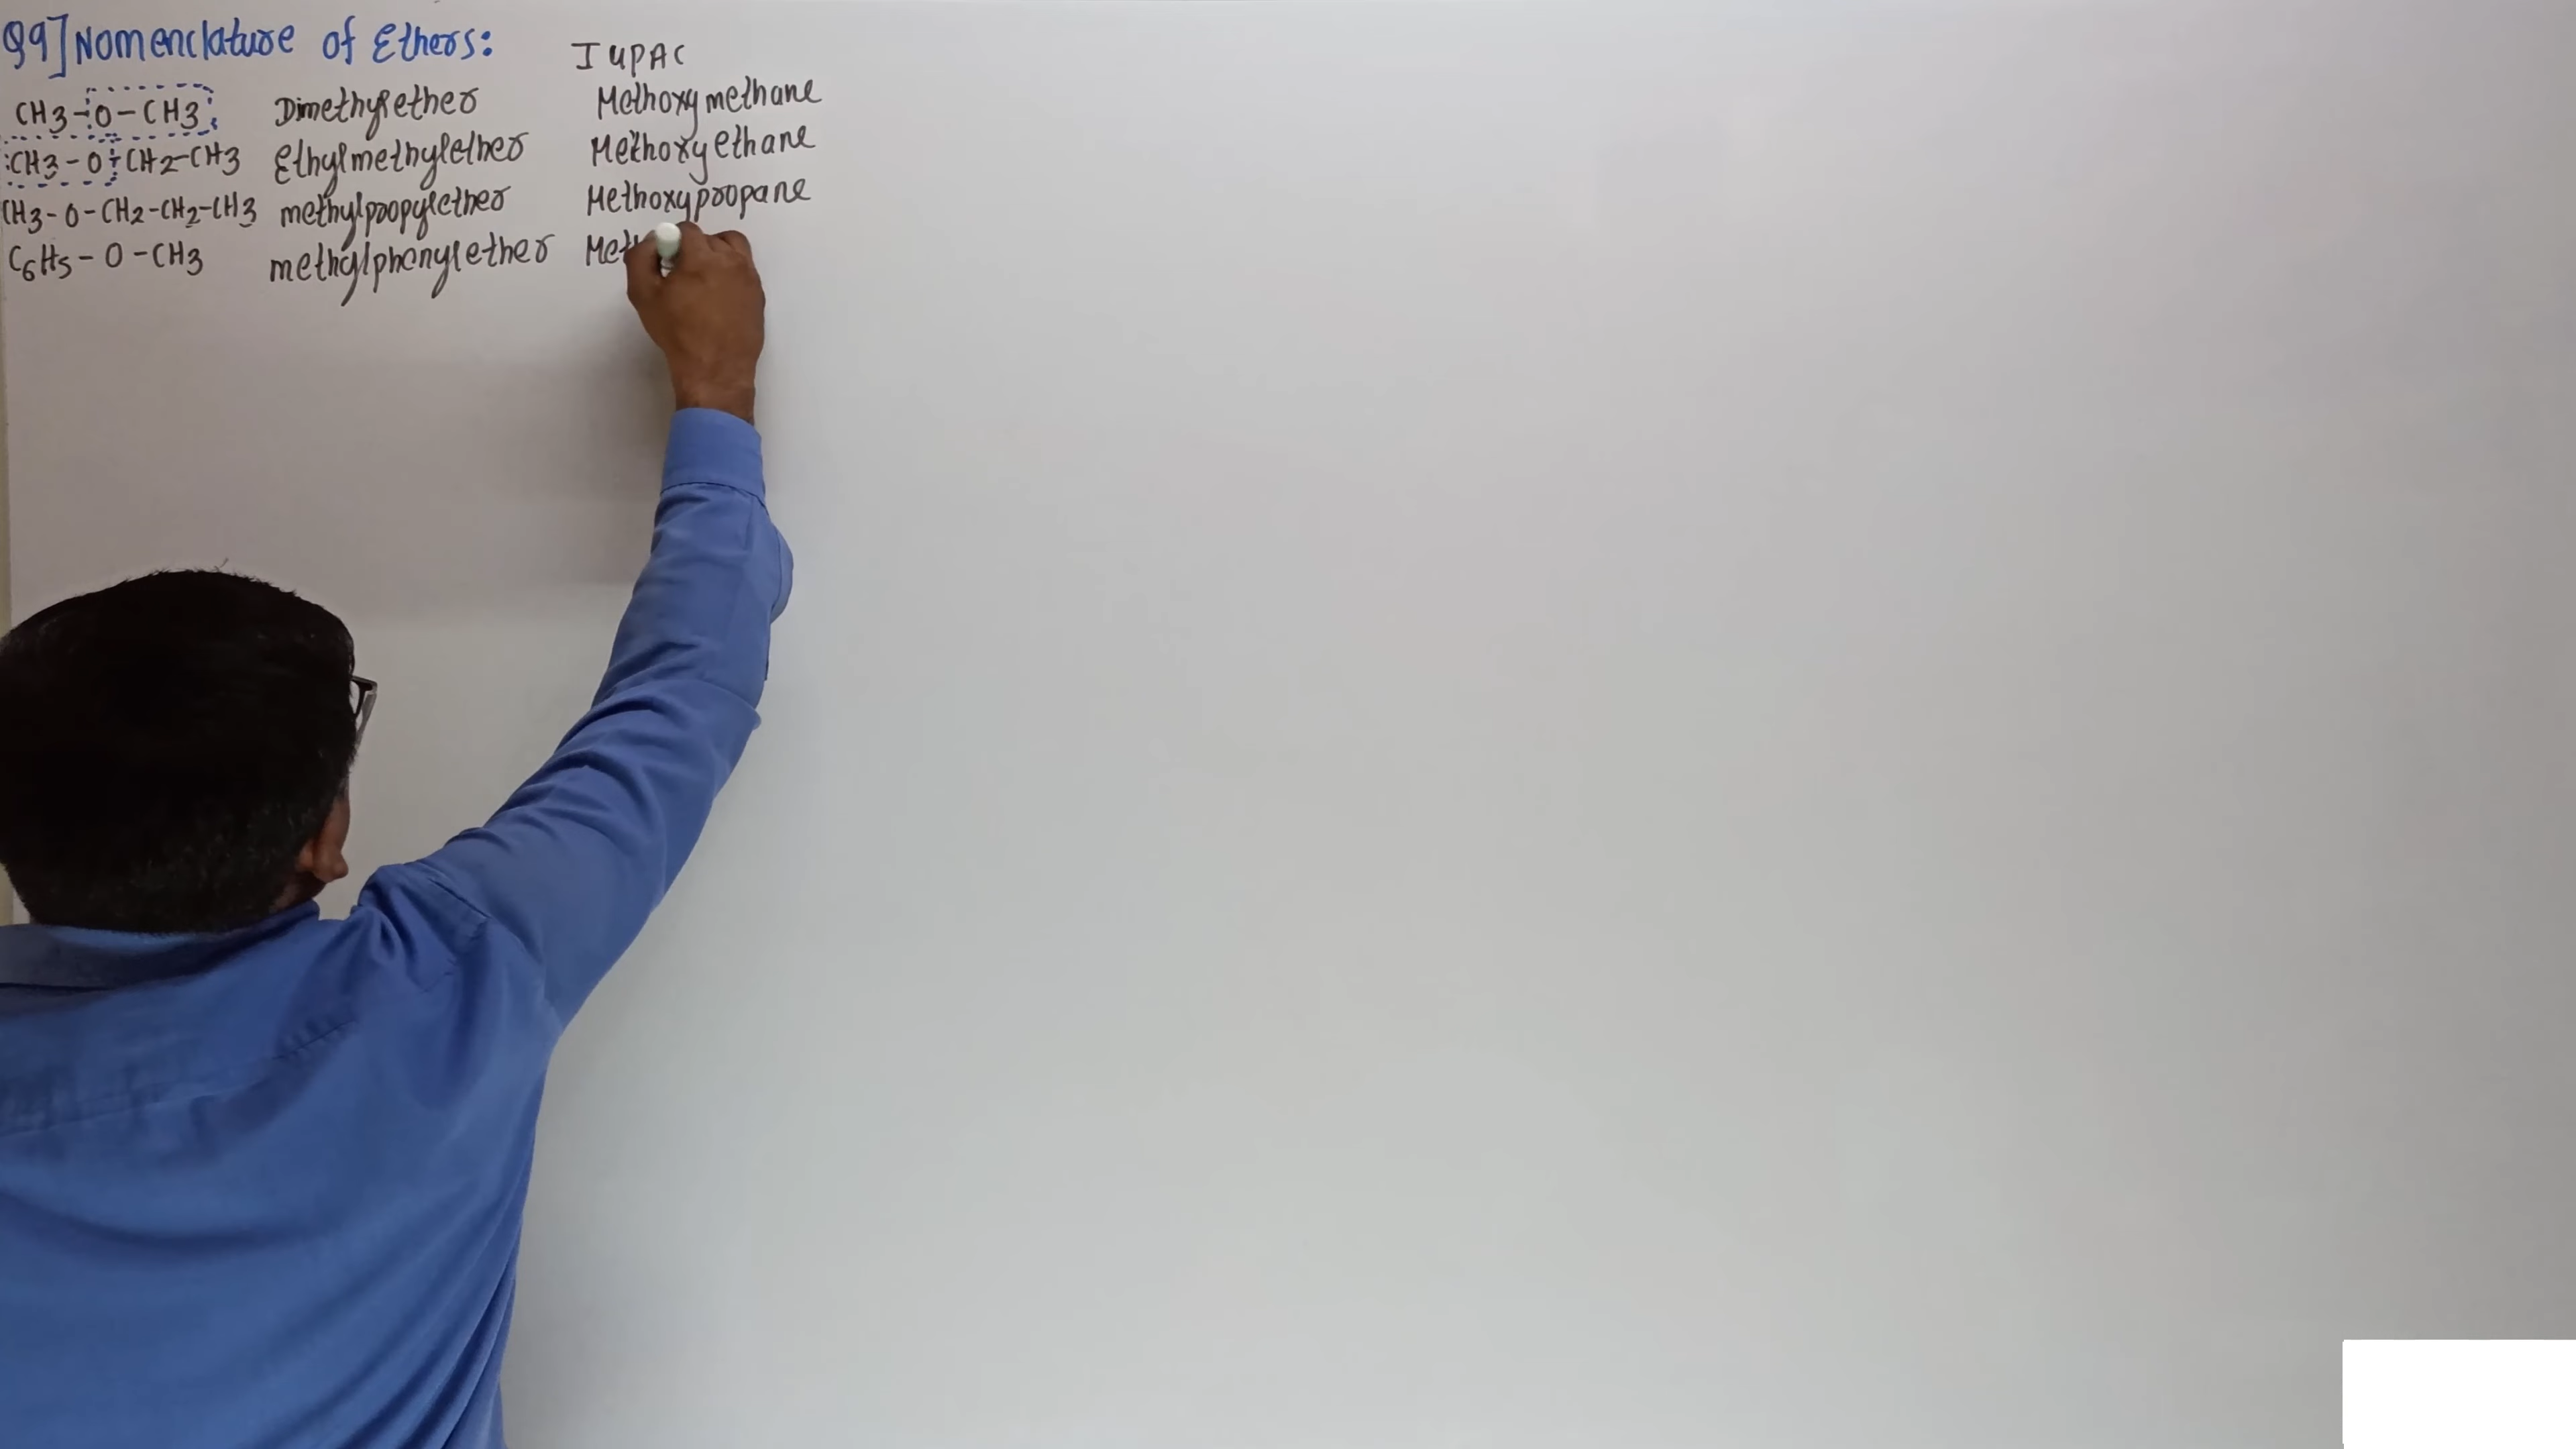 Q9] Nomenclature of Ethers:
IUPAC
CH3-O-CH3 Dimethylether Methoxymethane
CH3-O-CH2-CH3 Ethylmethylether Methoxyethane
CH3-O-CH2-CH2-CH3 methylpropylether Methoxypropane
C6H5-O-CH3 methylphenylether